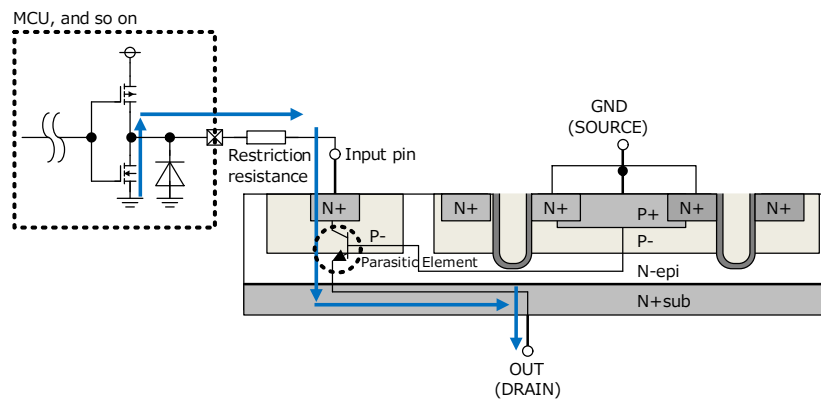 MCU, and so on
GND
(SOURCE)
Restriction
resistance
Input pin
N+
P-
Parasitic Element
N+
N+
P+
N+
N+
P-
N-epi
N+sub
OUT
(DRAIN)